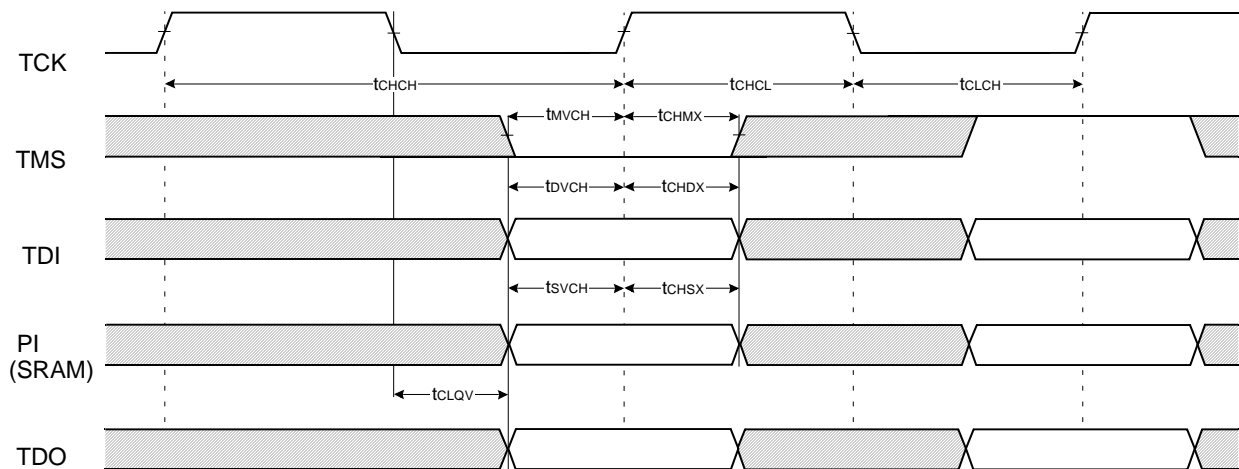 TCK
tCHCH
tCHCL
tCLCH
tMVCH
tCHMX
TMS
tDVCH
tCHDX
TDI
tSVCH
tCHSX
PI
(SRAM)
tCLQV
TDO